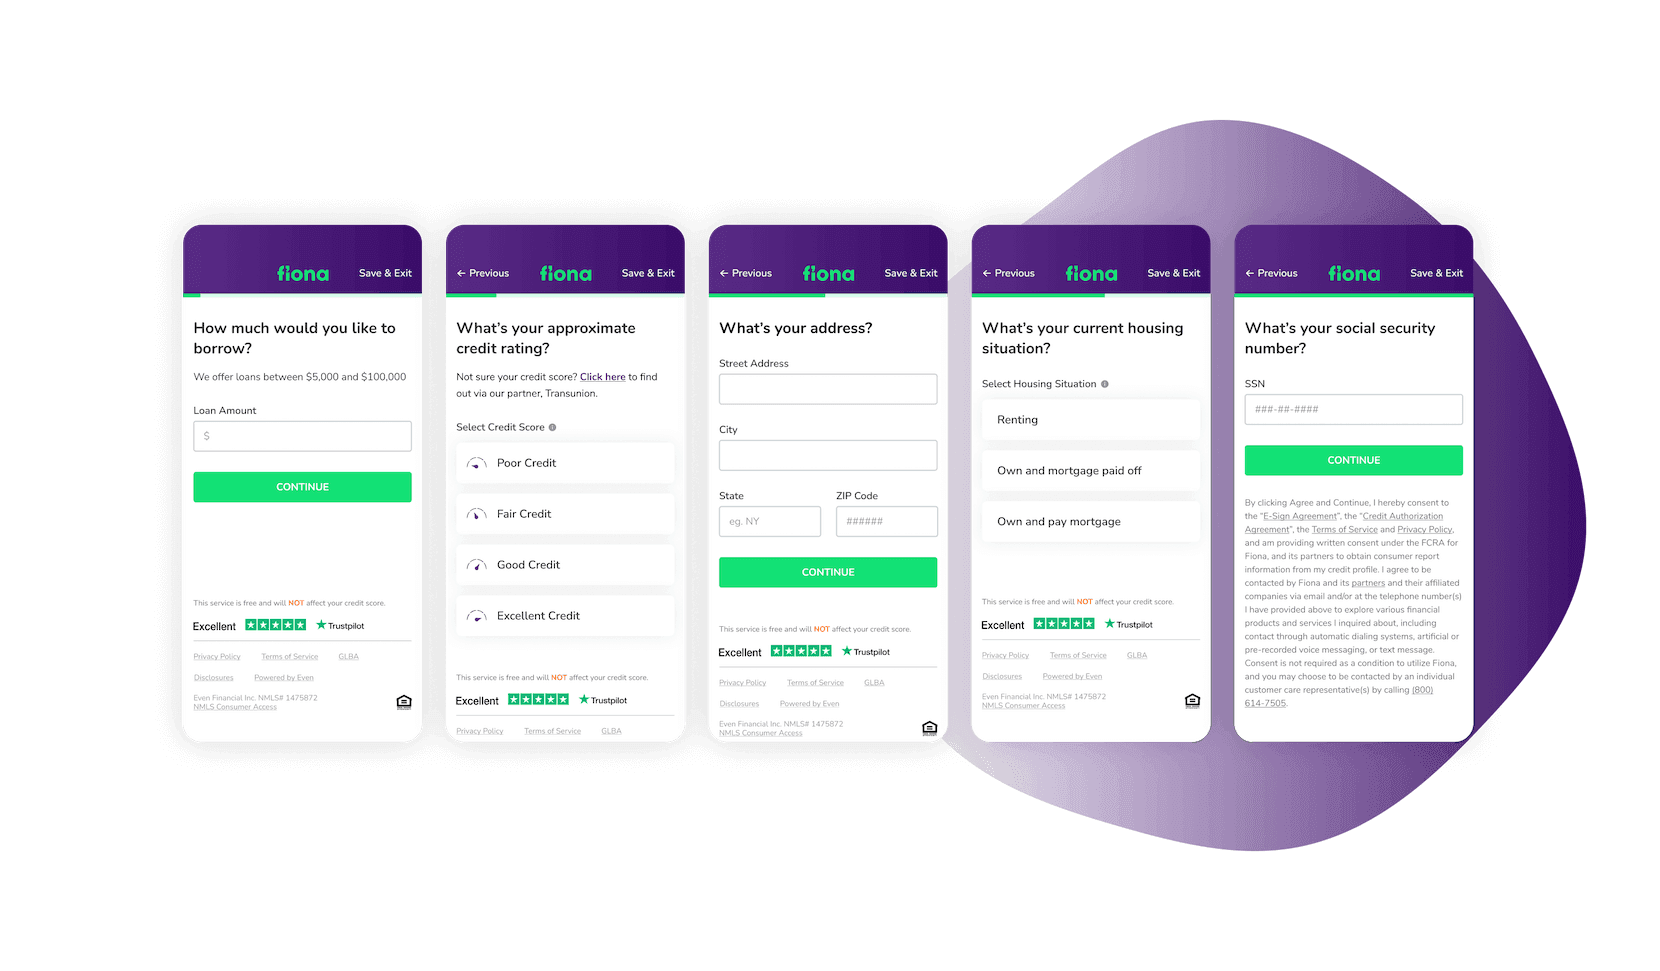 fiona
Save & Exit
How much would you like to
borrow?
We offer loans between $5,000 and $100,000
Loan Amount
$
CONTINUE
This service is free and will NOT affect your credit score.
Excellent
Trustpilot
Privacy Policy Terms of Service GLBA
Disclosures Powered by Even
Even Financial Inc. NMLS# 1475872
NMLS Consumer Access
← Previous
fiona
Save & Exit
What's your approximate
credit rating?
Not sure your credit score? Click here to find
out via our partner, Transunion.
Select Credit Score
Poor Credit
Fair Credit
Good Credit
Excellent Credit
This service is free and will NOT affect your credit score.
Excellent
Trustpilot
Privacy Policy Terms of Service GLBA
← Previous
fiona
Save & Exit
What's your address?
Street Address
City
State ZIP Code
eg. NY ######
CONTINUE
This service is free and will NOT affect your credit score.
Excellent
Trustpilot
Privacy Policy Terms of Service GLBA
Disclosures Powered by Even
Even Financial Inc. NMLS# 1475872
NMLS Consumer Access
← Previous
fiona
Save & Exit
What's your current housing
situation?
Select Housing Situation
Renting
Own and mortgage paid off
Own and pay mortgage
This service is free and will NOT affect your credit score.
Excellent
Trustpilot
Privacy Policy Terms of Service GLBA
Disclosures Powered by Even
Even Financial Inc. NMLS# 1475872
NMLS Consumer Access
← Previous
fiona
Save & Exit
What's your social security
number?
SSN
###-##-####
CONTINUE
By clicking Agree and Continue, I hereby consent to
the "E-Sign Agreement", the "Credit Authorization
Agreement", the Terms of Service and Privacy Policy,
and am providing written consent under the FCRA for
Fiona, and its partners to obtain consumer report
information from my credit profile. I agree to be
contacted by Fiona and its partners and their affiliated
companies via email and/or at the telephone number(s)
I have provided above to explore various financial
products and services I inquired about, including
contact through automatic dialing systems, artificial or
pre-recorded voice messaging, or text message.
Consent is not required as a condition to utilize Fiona,
and you may choose to be contacted by an individual
customer care representative(s) by calling (800)
614-7505.